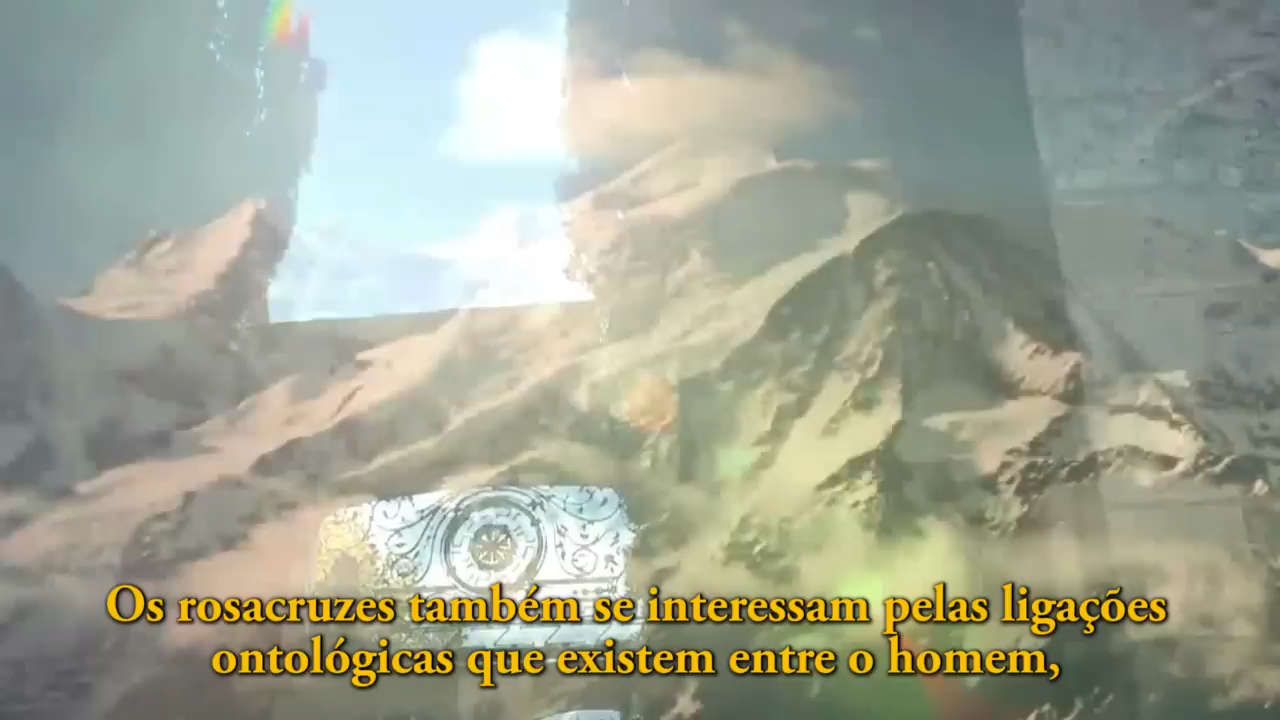 Os rosacruzes também se interessam pelas ligações
ontológicas que existem entre o homem,